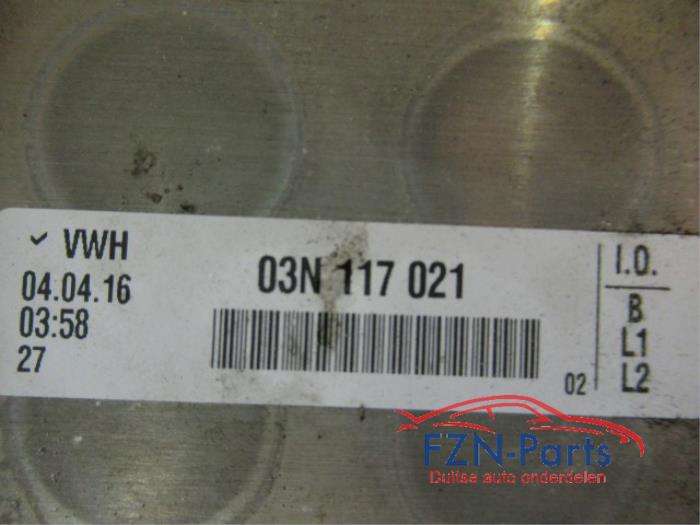 ✓ VWH
04.04.16
03:58
27
03N 117 021
02
I.O.
B
L1
L2
FZN-Parts
Duitse auto onderdelen